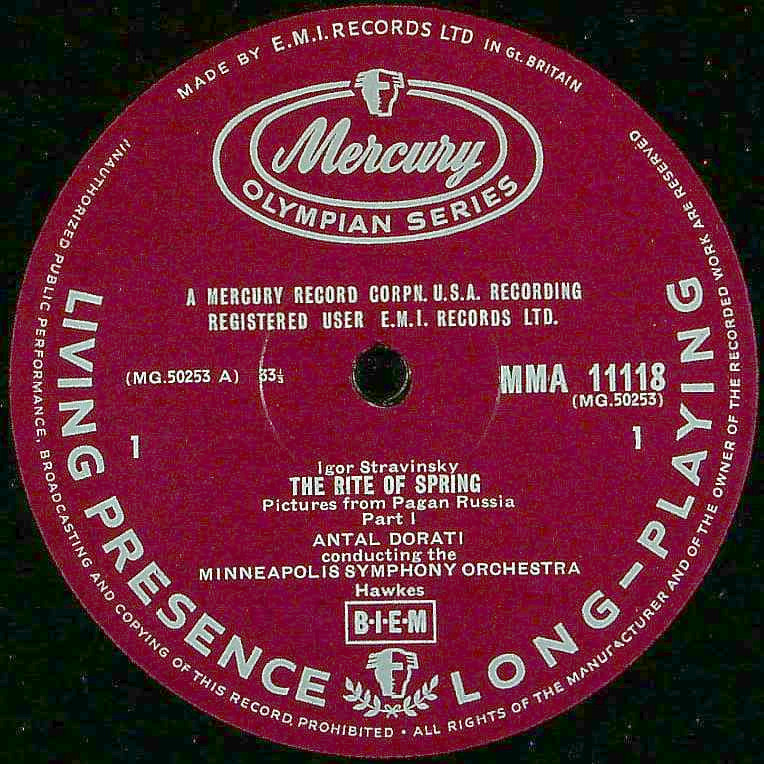 MADE BY E.M.I. RECORDS LTD IN Gt. BRITAIN
Mercury
OLYMPIAN SERIES
A MERCURY RECORD CORPN. U.S.A. RECORDING
REGISTERED USER E.M.I. RECORDS LTD.
(MG.50253 A) 33⅓
MMA 11118
(MG.50253)
1
1
Igor Stravinsky
THE RITE OF SPRING
Pictures from Pagan Russia
Part I
ANTAL DORATI
conducting the
MINNEAPOLIS SYMPHONY ORCHESTRA
Hawkes
B·I·E·M
LIVING PRESENCE
LONG—PLAYING
UNAUTHORIZED PUBLIC PERFORMANCE, BROADCASTING AND COPYING OF THIS RECORD PROHIBITED • ALL RIGHTS OF THE MANUFACTURER AND OF THE OWNER OF THE RECORDED WORK ARE RESERVED